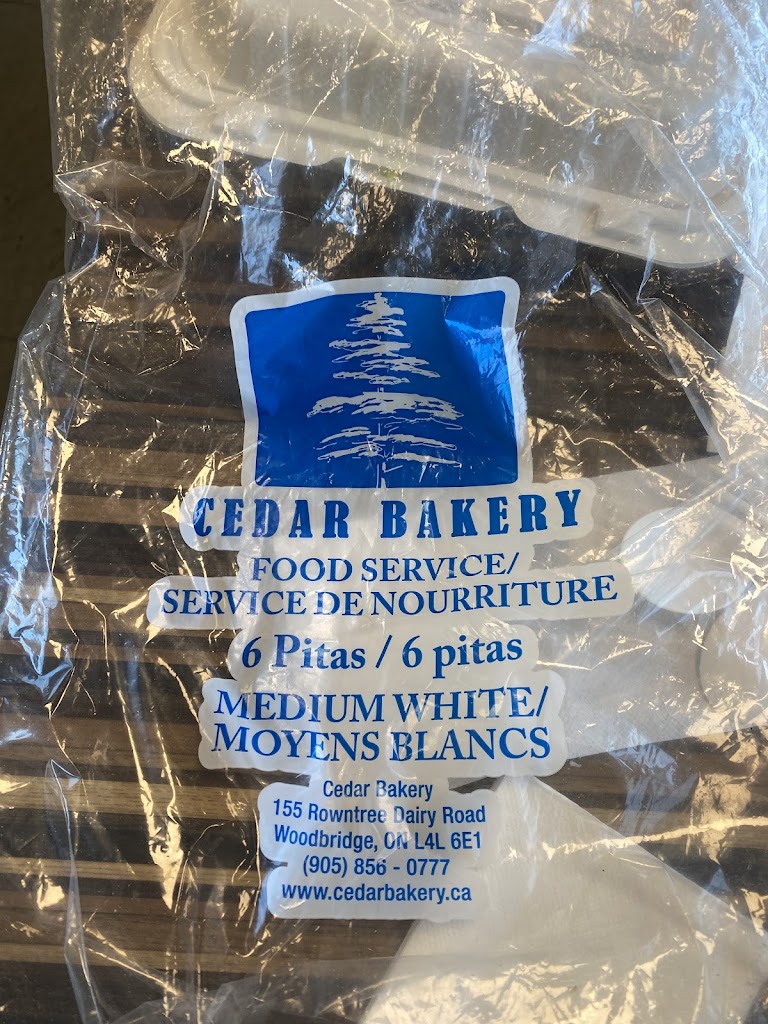 CEDAR BAKERY
FOOD SERVICE/
SERVICE DE NOURRITURE
6 Pitas / 6 pitas
MEDIUM WHITE/
MOYENS BLANCS
Cedar Bakery
155 Rowntree Dairy Road
Woodbridge, ON L4L 6E1
(905) 856 - 0777
www.cedarbakery.ca